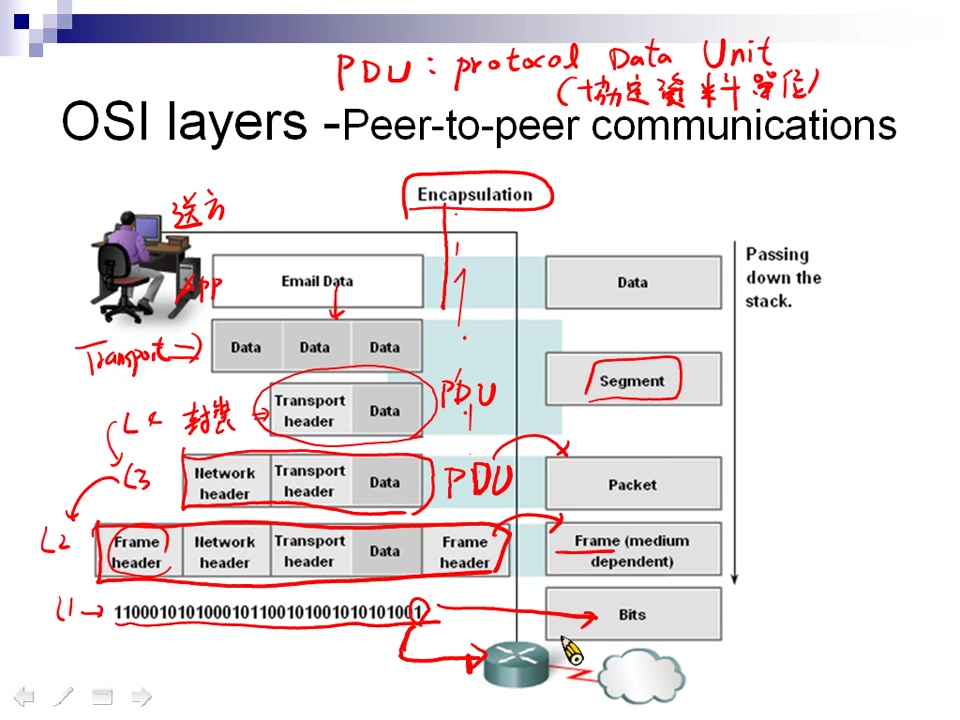 PDU : protocol Data Unit
(協定資料單位)
OSI layers -Peer-to-peer communications
送方
Encapsulation
Passing
down the
stack.
App
Email Data
Data
Transport
Data Data Data
Segment
L4 封裝
Transport
header
Data
PDU
L3
Network
header
Transport
header
Data
PDU
Packet
L2
Frame
header
Network
header
Transport
header
Data
Frame
header
Frame (medium
dependent)
L1
Bits